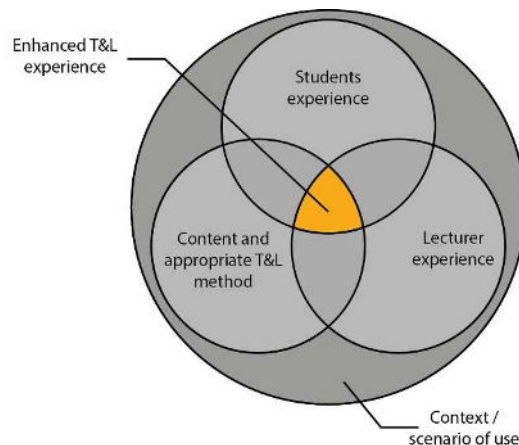 Enhanced T&L
experience
Students
experience
Content and
appropriate T&L
method
Lecturer
experience
Context /
scenario of use